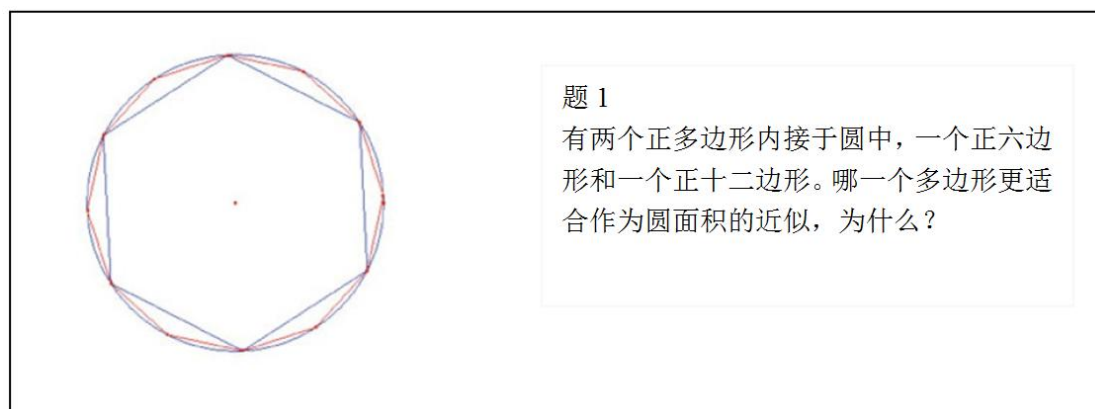 题 1
有两个正多边形内接于圆中，一个正六边
形和一个正十二边形。哪一个多边形更适
合作为圆面积的近似，为什么？